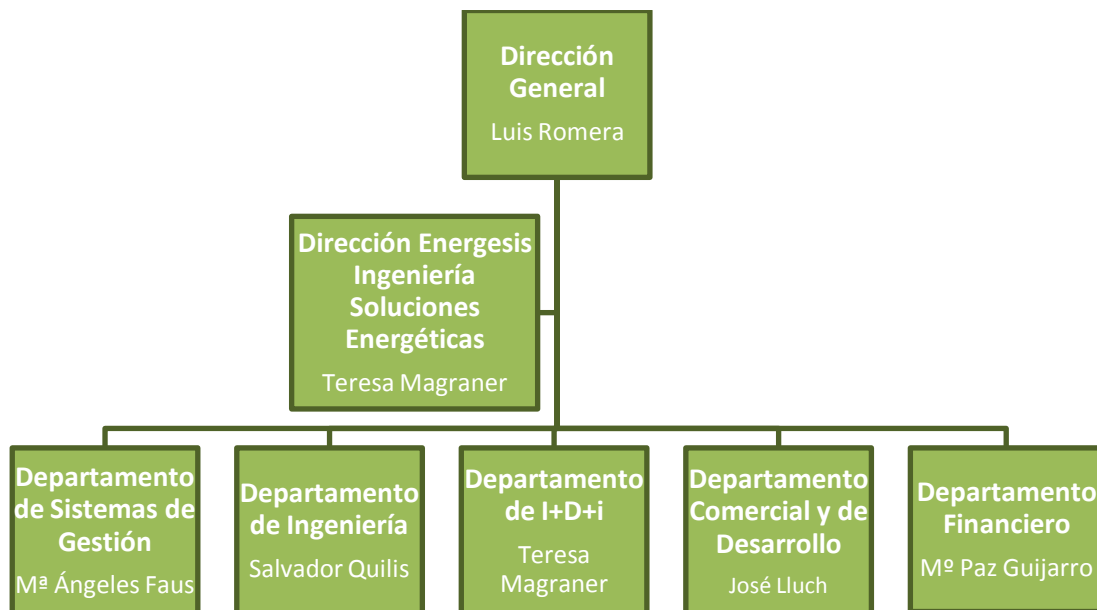 Dirección
General
Luis Romera
Dirección Energesis
Ingeniería
Soluciones
Energéticas
Teresa Magraner
Departamento
de Sistemas de
Gestión
Mª Ángeles Faus
Departamento
de Ingeniería
Salvador Quilis
Departamento
de I+D+i
Teresa
Magraner
Departamento
Comercial y de
Desarrollo
José Lluch
Departamento
Financiero
Mº Paz Guijarro